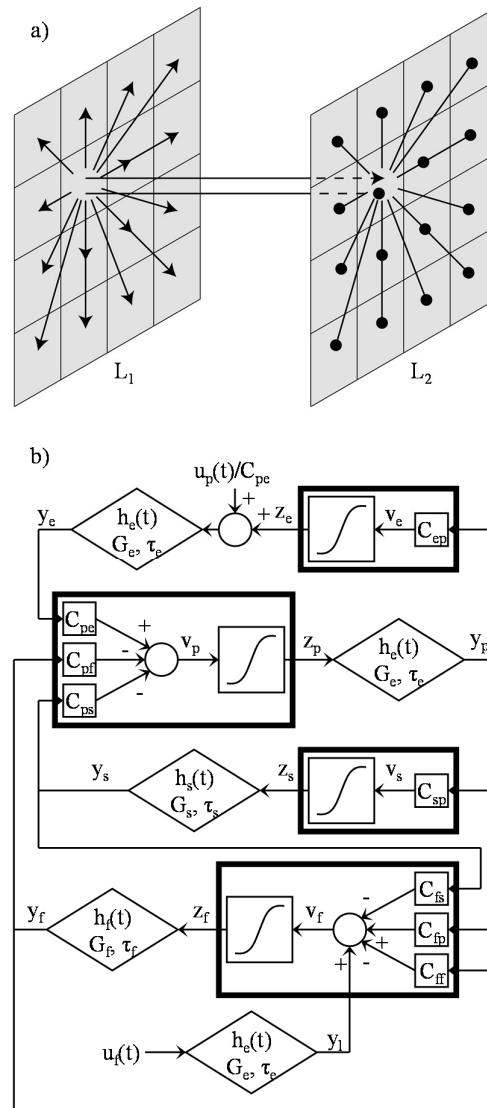 a)
L₁
L₂
b)
uₚ(t)/Cₚₑ
+
yₑ
hₑ(t)
Gₑ, τₑ
+
zₑ
vₑ
Cₑₚ
Cₚₑ
Cₚf
Cₚₛ
+
-
-
vₚ
zₚ
hₑ(t)
Gₑ, τₑ
yₚ
yₛ
hₛ(t)
Gₛ, τₛ
zₛ
vₛ
Cₛₚ
yf
hf(t)
Gf, τf
zf
vf
-
+
-
+
Cfₛ
Cfₚ
Cff
uf(t)
hₑ(t)
Gₑ, τₑ
yₗ